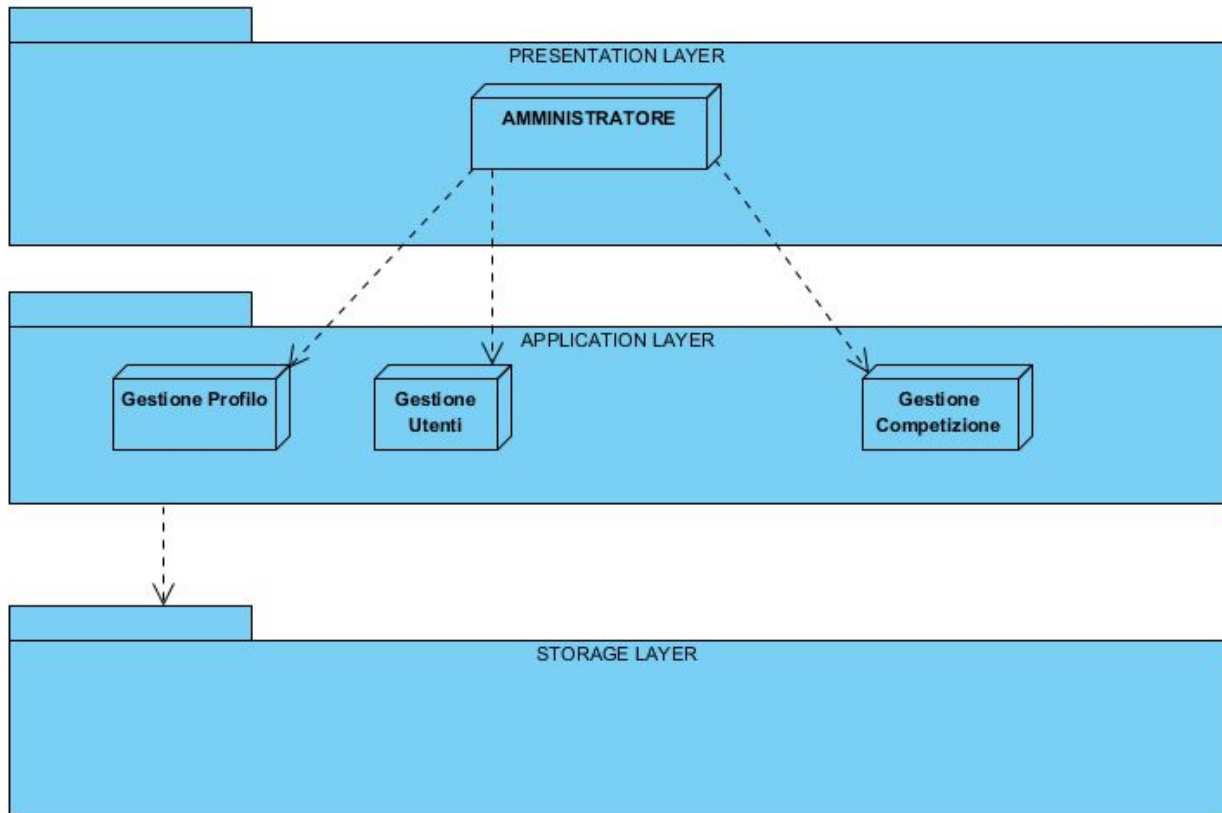 PRESENTATION LAYER
AMMINISTRATORE
APPLICATION LAYER
Gestione Profilo
Gestione
Utenti
Gestione
Competizione
STORAGE LAYER